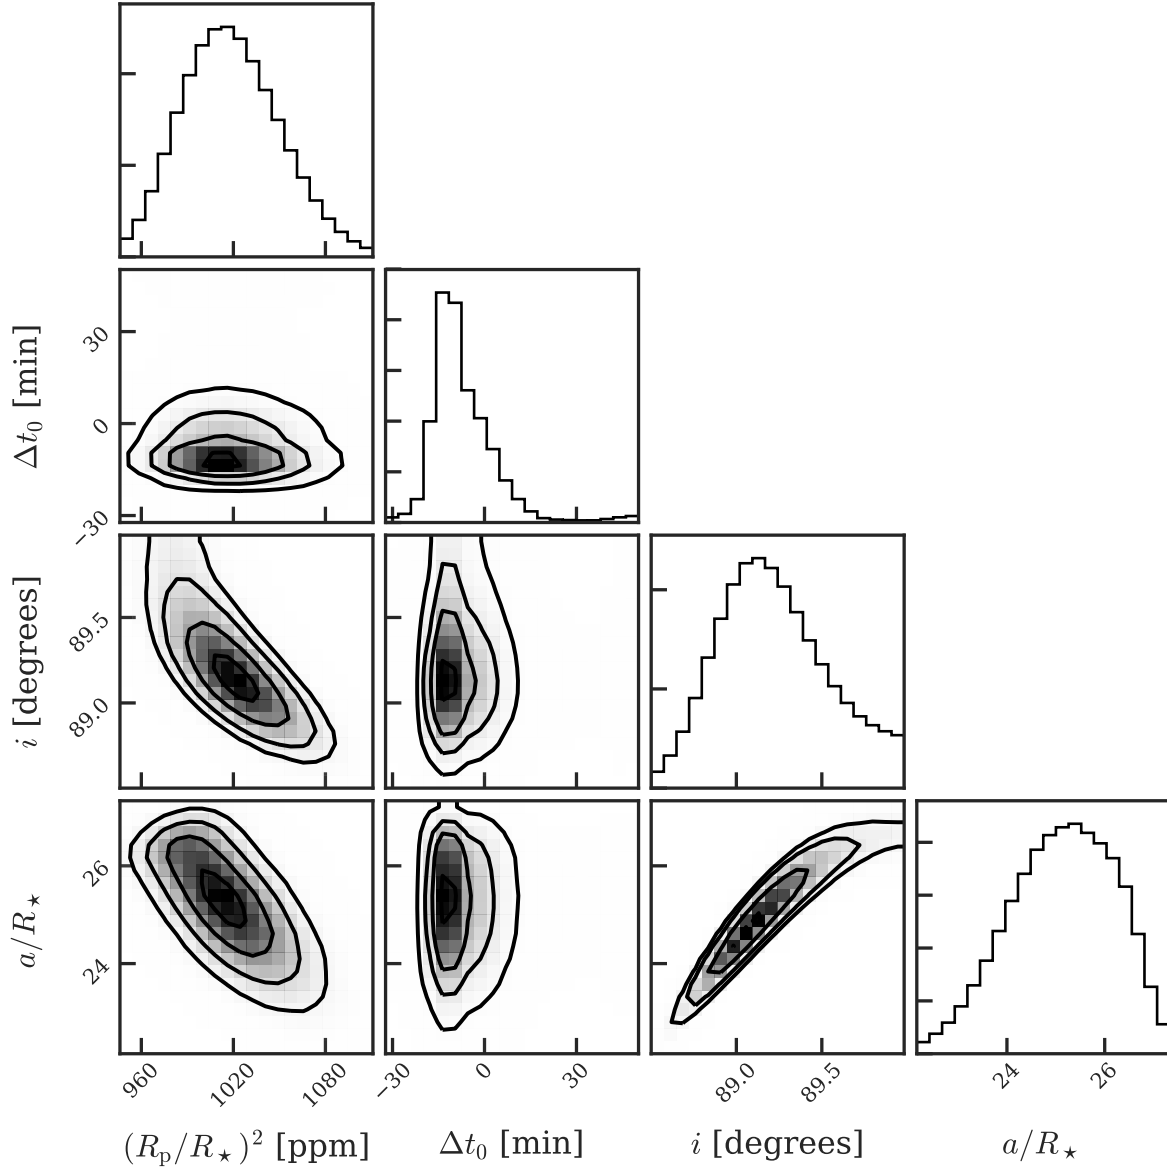 Δt₀ [min]
30
0
−30
i [degrees]
89.5
89.0
a/R⋆
26
24
960
1020
1080
−30
0
30
89.0
89.5
24
26
(Rₚ/R⋆)² [ppm]
Δt₀ [min]
i [degrees]
a/R⋆